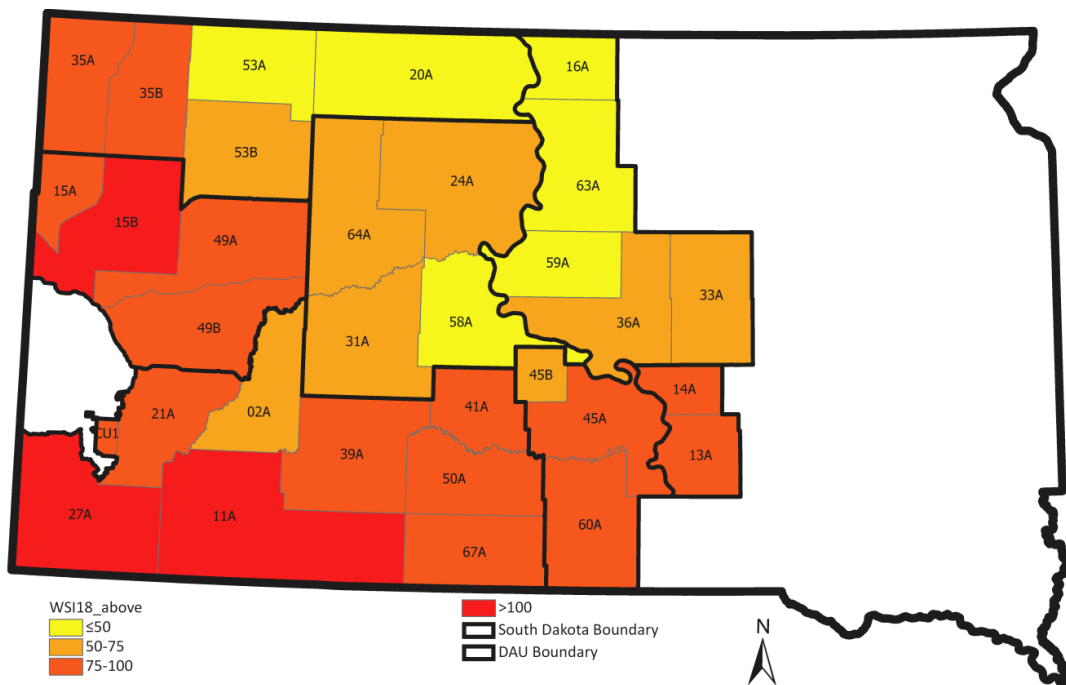 35A
35B
53A
20A
16A
53B
24A
63A
15A
15B
49A
64A
59A
33A
49B
31A
58A
36A
45B
21A
02A
41A
14A
45A
CU1
39A
13A
50A
27A
11A
60A
67A
WSI18_above
≤50
50-75
75-100
>100
South Dakota Boundary
DAU Boundary
N